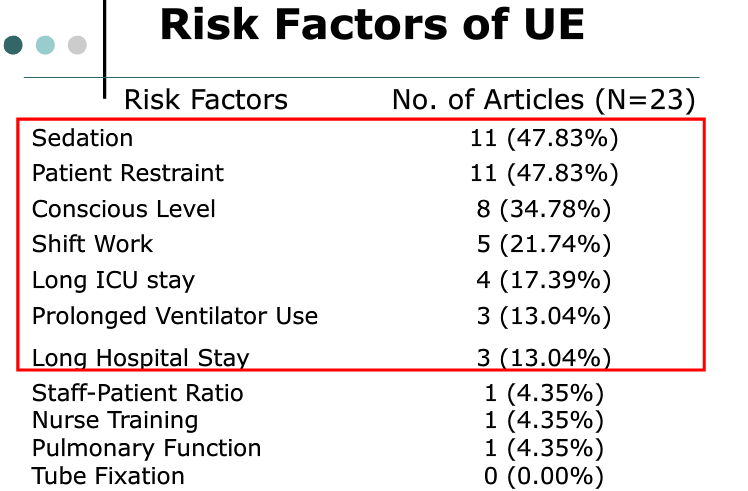 Risk Factors of UE
Risk Factors No. of Articles (N=23)
Sedation 11 (47.83%)
Patient Restraint 11 (47.83%)
Conscious Level 8 (34.78%)
Shift Work 5 (21.74%)
Long ICU stay 4 (17.39%)
Prolonged Ventilator Use 3 (13.04%)
Long Hospital Stay 3 (13.04%)
Staff-Patient Ratio 1 (4.35%)
Nurse Training 1 (4.35%)
Pulmonary Function 1 (4.35%)
Tube Fixation 0 (0.00%)